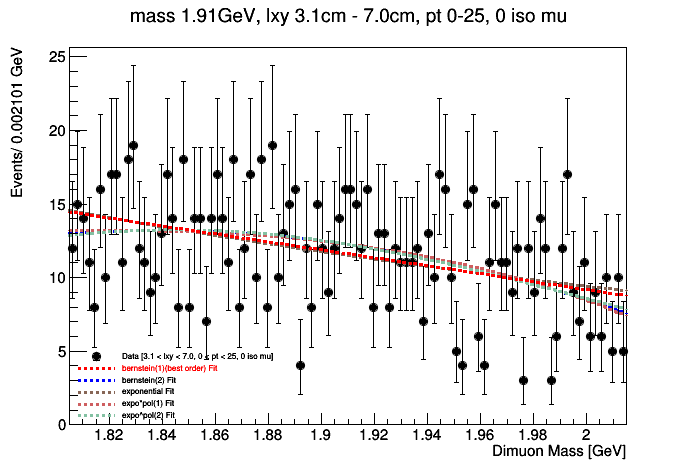 mass 1.91GeV, lxy 3.1cm - 7.0cm, pt 0-25, 0 iso mu
Events/ 0.002101 GeV
25
20
15
10
5
0
Data [3.1 < lxy < 7.0, 0 ≤ pt < 25, 0 iso mu]
bernstein(1)(best order) Fit
bernstein(2) Fit
exponential Fit
expo*pol(1) Fit
expo*pol(2) Fit
1.82 1.84 1.86 1.88 1.9 1.92 1.94 1.96 1.98 2
Dimuon Mass [GeV]